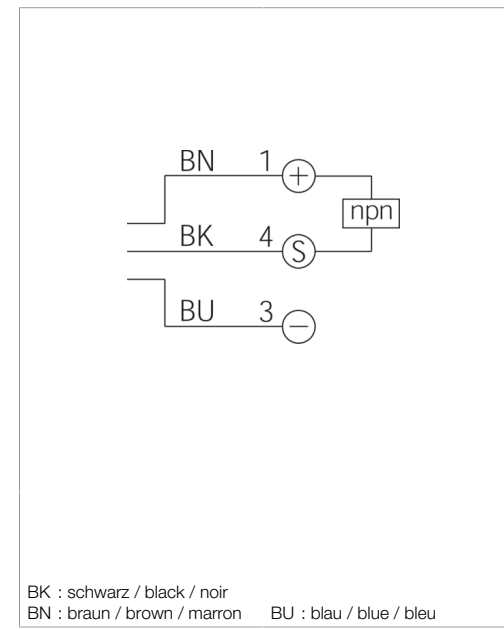 BN 1 +
npn
BK 4 S
BU 3 −
BK : schwarz / black / noir
BN : braun / brown / marron BU : blau / blue / bleu